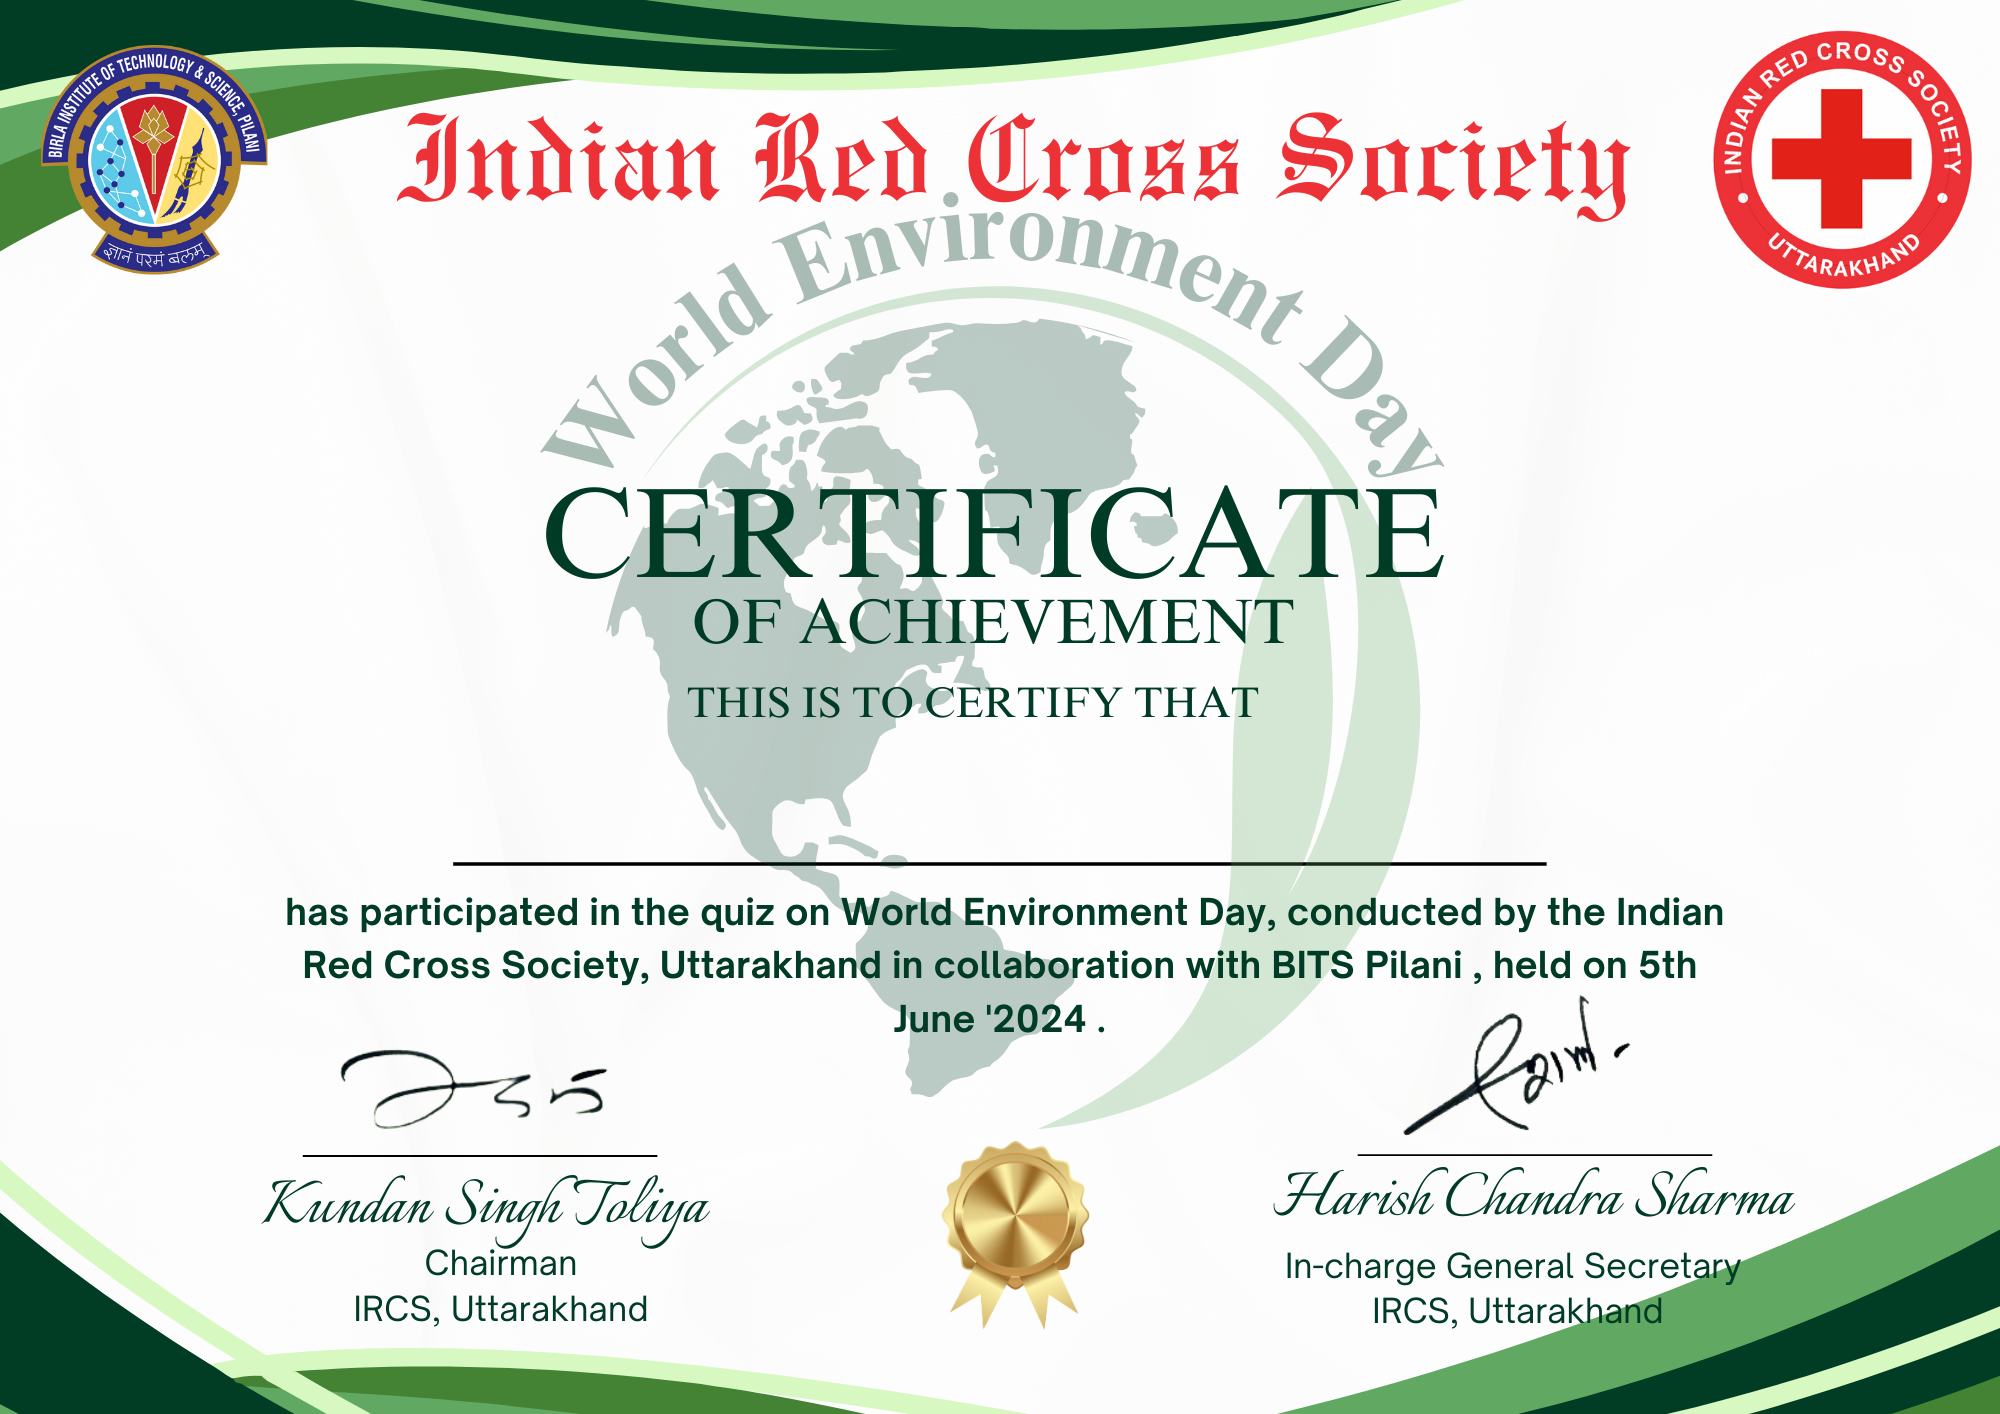 BIRLA INSTITUTE OF TECHNOLOGY & SCIENCE, PILANI
ज्ञानं परमं बलम्
Indian Red Cross Society
INDIAN RED CROSS SOCIETY
UTTARAKHAND
World Environment Day
CERTIFICATE
OF ACHIEVEMENT
THIS IS TO CERTIFY THAT
has participated in the quiz on World Environment Day, conducted by the Indian
Red Cross Society, Uttarakhand in collaboration with BITS Pilani , held on 5th
June '2024 .
Kundan Singh Toliya
Chairman
IRCS, Uttarakhand
Harish Chandra Sharma
In-charge General Secretary
IRCS, Uttarakhand